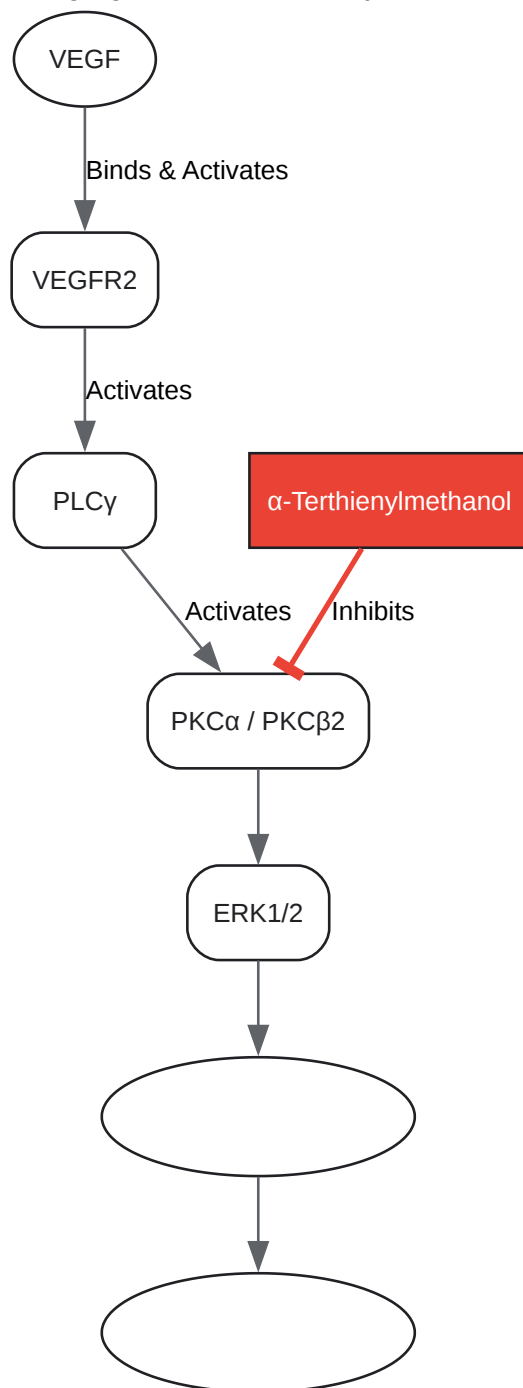 VEGF
Binds & Activates
VEGFR2
Activates
PLCγ
α-Terthienylmethanol
Activates
Inhibits
PKCα / PKCβ2
ERK1/2